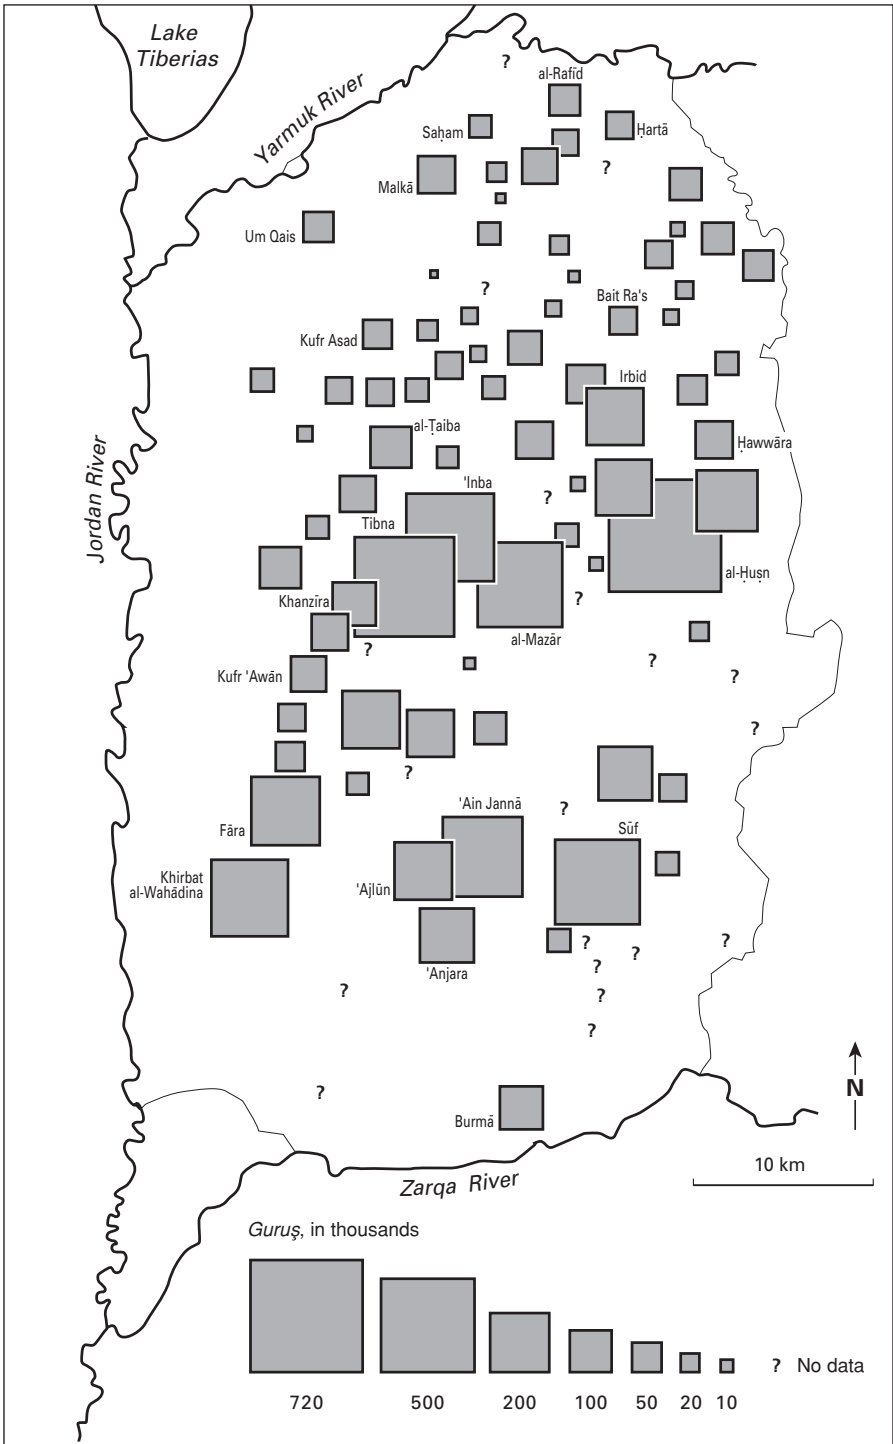 Lake
Tiberias
Yarmuk River
?
al-Rafīd
Saḥam
Ḥartā
?
Malkā
Um Qais
?
Bait Ra's
Kufr Asad
Irbid
al-Ṭaiba
Ḥawwāra
Jordan River
'Inba
?
Tibna
al-Ḥuṣn
Khanzīra
?
al-Mazār
?
?
Kufr 'Awān
?
?
?
'Ain Jannā
?
Fāra
Sūf
Khirbat
al-Wahādina
'Ajlūn
?
?
?
?
'Anjara
?
?
?
?
N
Burmā
10 km
Zarqa River
Guruş, in thousands
? No data
720 500 200 100 50 20 10